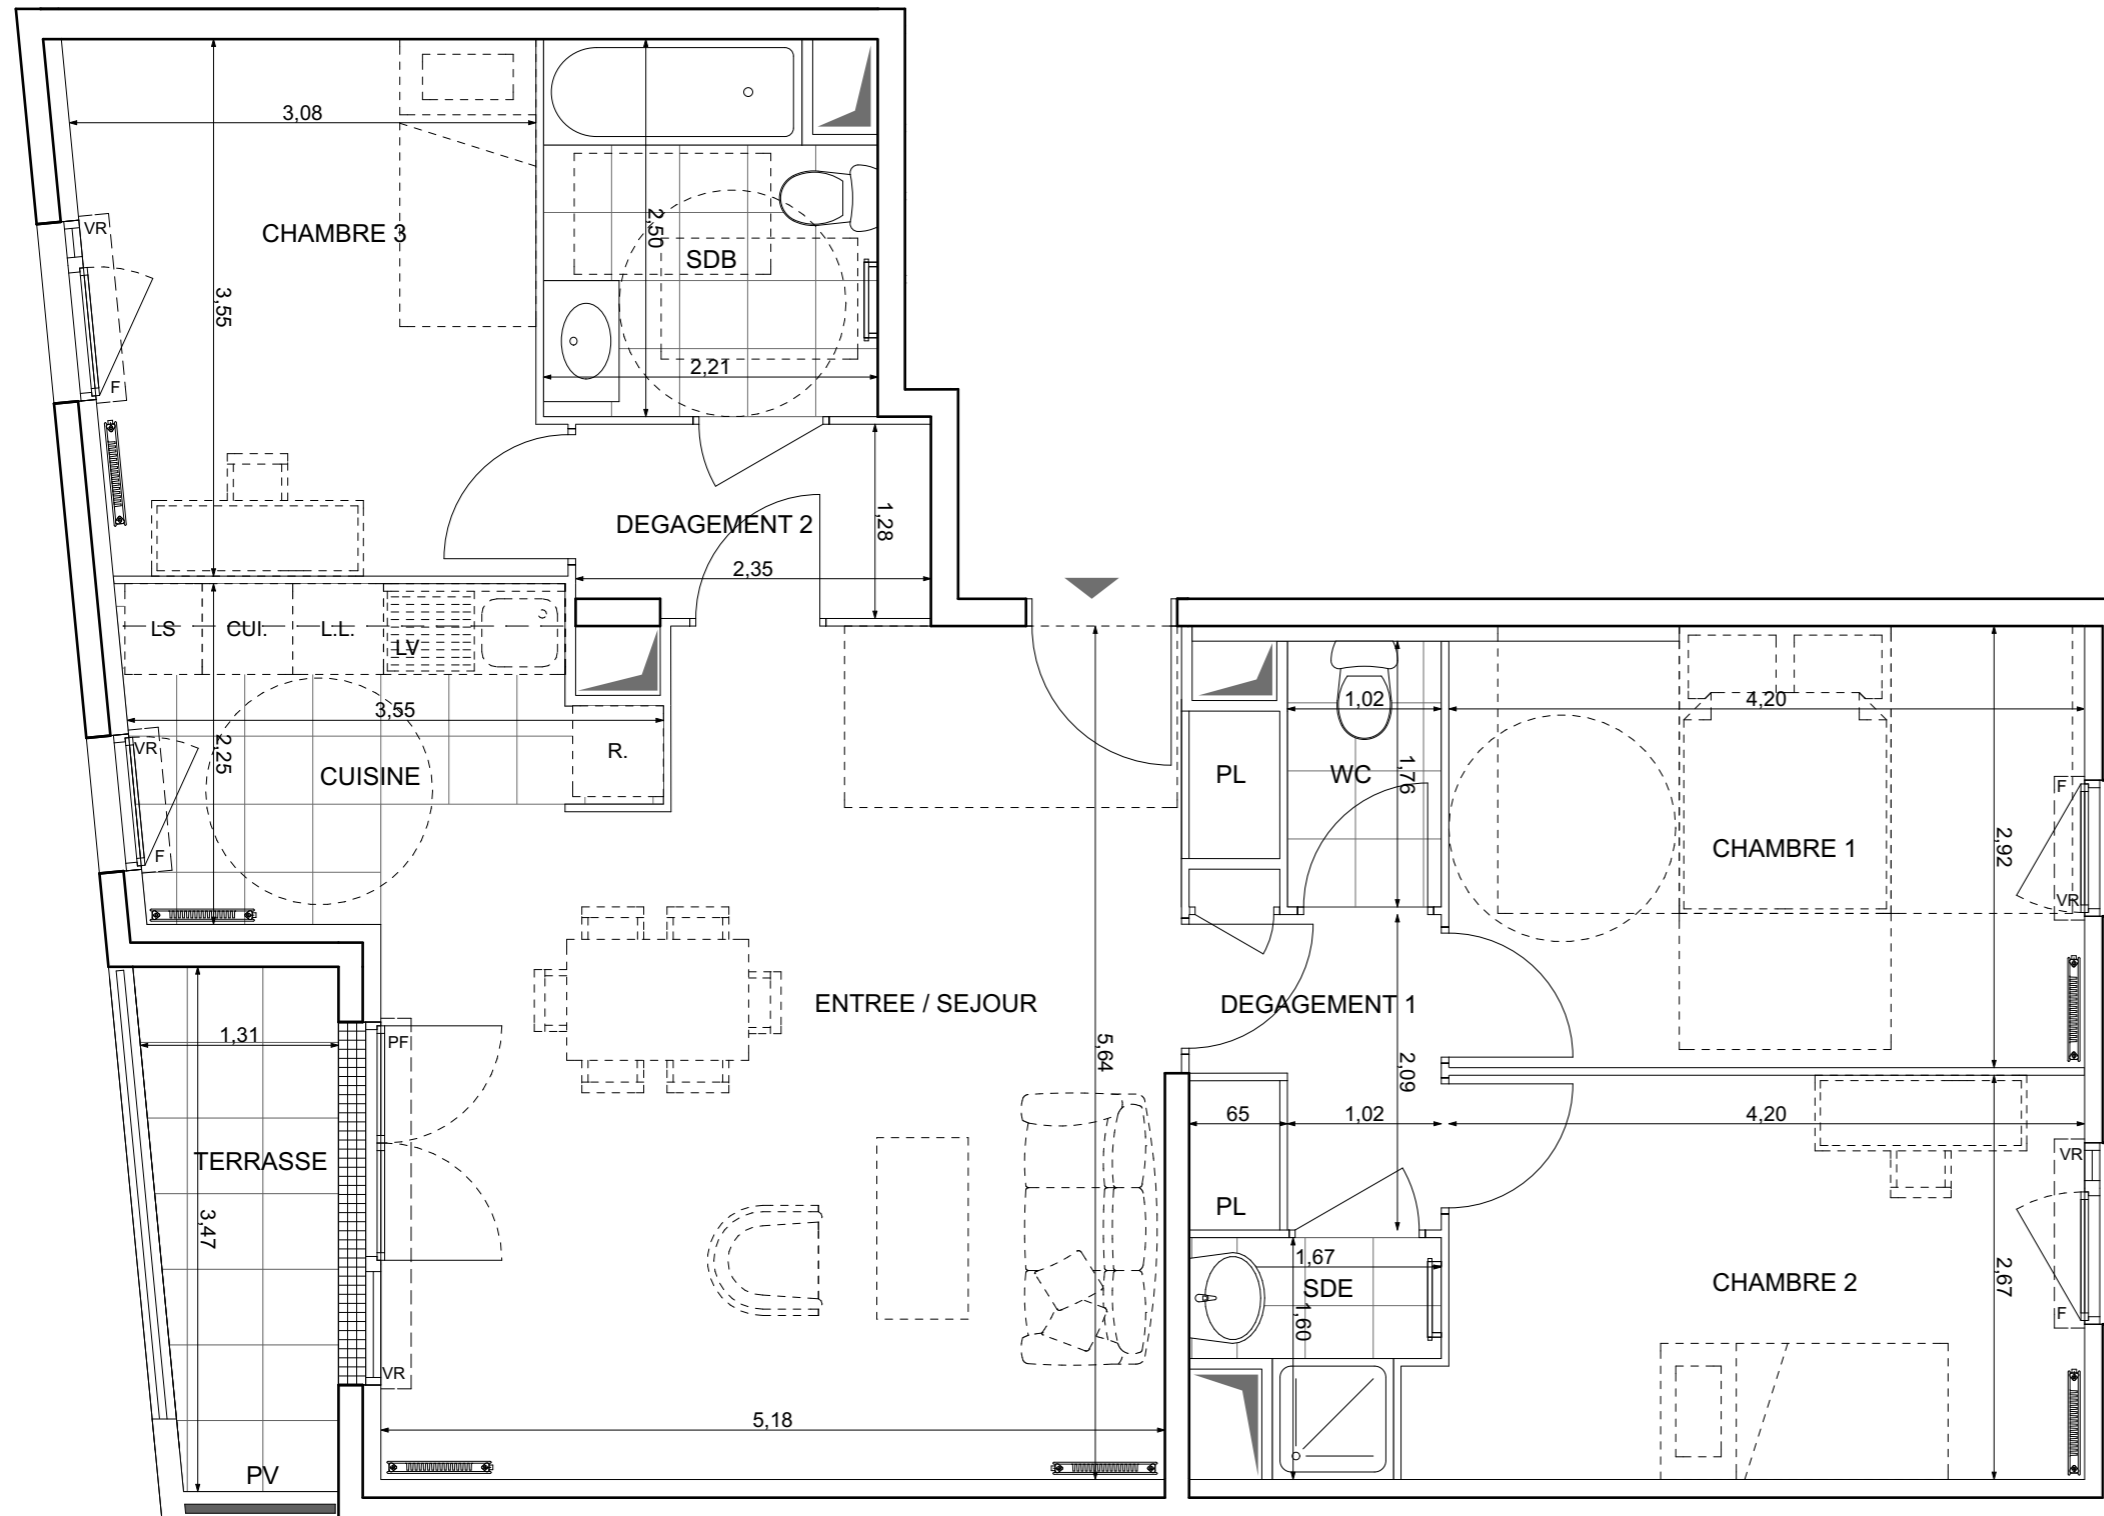 3,08
CHAMBRE 3
VR
F
3,55
2,50
SDB
2,21
DEGAGEMENT 2
1,28
2,35
LS
CUI.
L.L.
LV
3,55
R.
VR
2,25
CUISINE
F
1,02
4,20
PL
WC
1,76
CHAMBRE 1
2,92
F
VR
ENTREE / SEJOUR
DEGAGEMENT 1
1,31
PF
5,64
2,09
65
1,02
4,20
TERRASSE
VR
PL
3,47
1,67
SDE
1,60
CHAMBRE 2
2,67
F
VR
5,18
PV